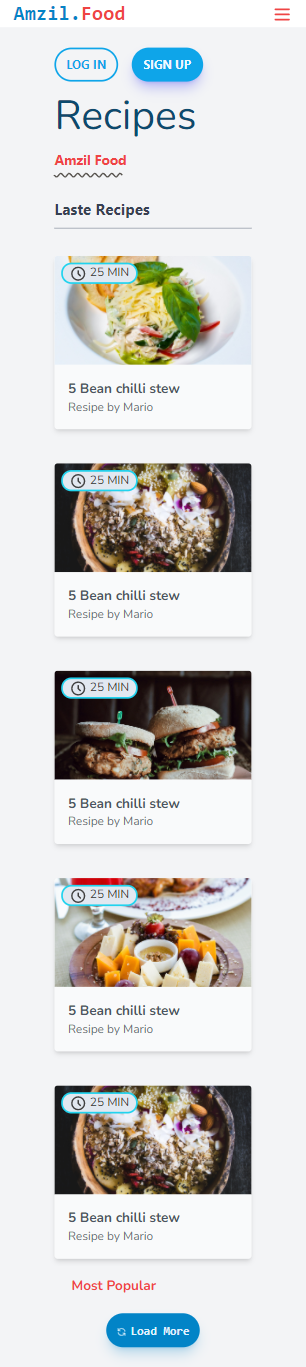 Amzil.Food
LOG IN
SIGN UP
Recipes
Amzil Food
Laste Recipes
25 MIN
5 Bean chilli stew
Resipe by Mario
25 MIN
5 Bean chilli stew
Resipe by Mario
25 MIN
5 Bean chilli stew
Resipe by Mario
25 MIN
5 Bean chilli stew
Resipe by Mario
25 MIN
5 Bean chilli stew
Resipe by Mario
Most Popular
Load More